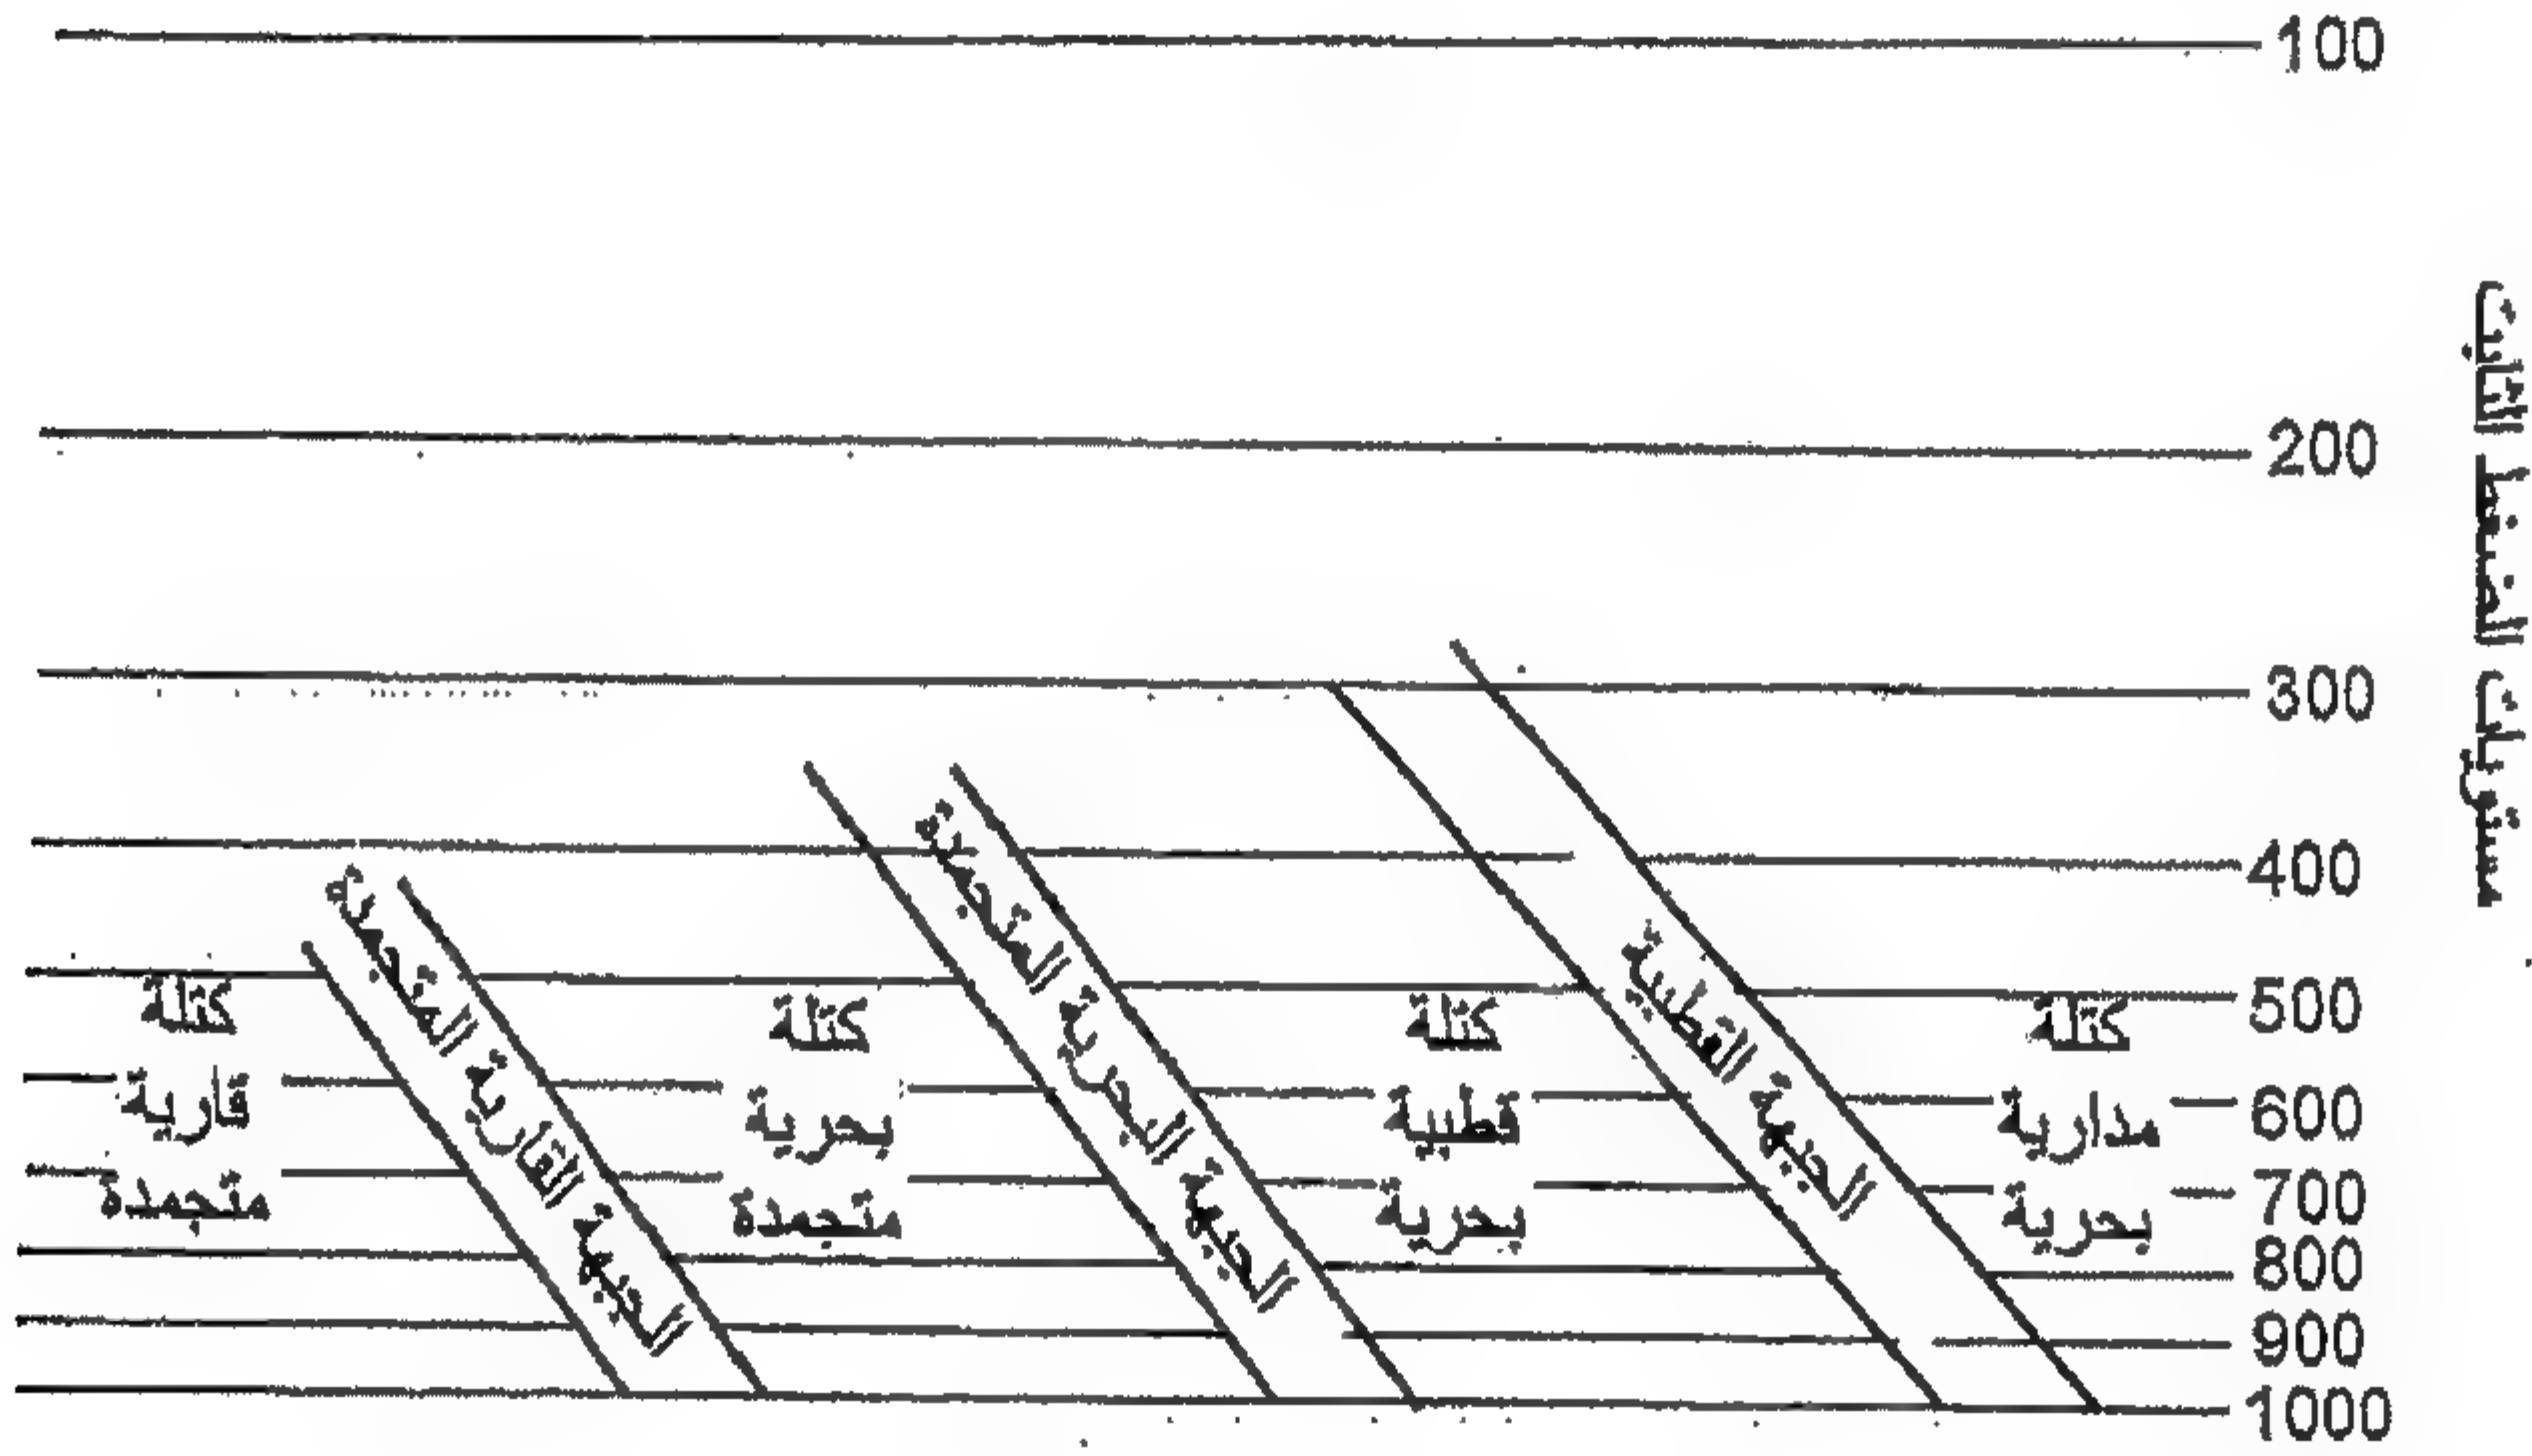 100
200
300
400
500
600
700
800
900
1000
مستويات الضغط الثابت
كتلة
مدارية
بحرية
الجبهة القطبية
كتلة
قطبية
بحرية
الجبهة البحرية المتجمدة
كتلة
بحرية
متجمدة
الجبهة القارية المتجمدة
كتلة
قارية
متجمدة